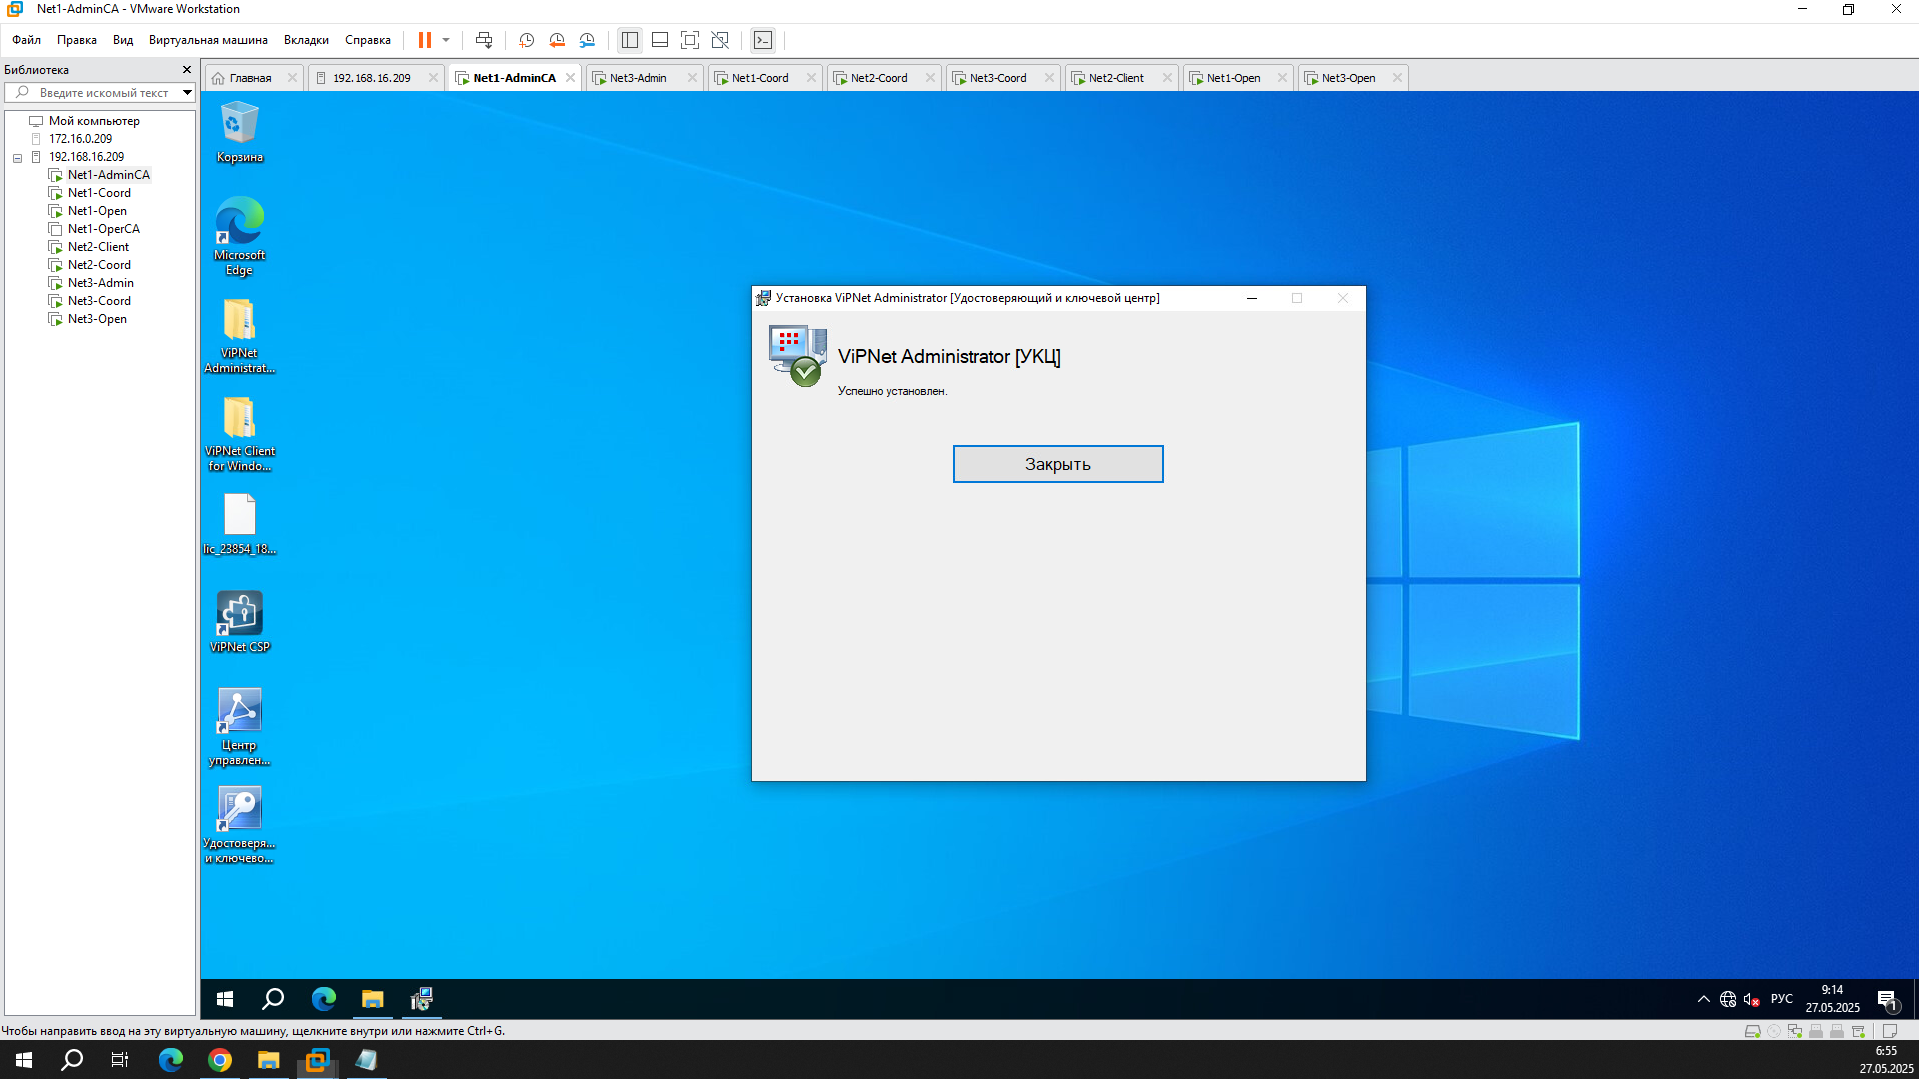 Net1-AdminCA - VMware Workstation
Файл Правка Вид Виртуальная машина Вкладки Справка
Библиотека
Введите искомый текст
Мой компьютер
172.16.0.209
192.168.16.209
Net1-AdminCA
Net1-Coord
Net1-Open
Net1-OperCA
Net2-Client
Net2-Coord
Net3-Admin
Net3-Coord
Net3-Open
Главная 192.168.16.209 Net1-AdminCA Net3-Admin Net1-Coord Net2-Coord Net3-Coord Net2-Client Net1-Open Net3-Open
Корзина
Microsoft
Edge
ViPNet
Administrat...
ViPNet Client
for Windo...
lic_23854_18...
ViPNet CSP
Центр
управлен...
Удостоверя...
и ключево...
Установка ViPNet Administrator [Удостоверяющий и ключевой центр]
ViPNet Administrator [УКЦ]
Успешно установлен.
Закрыть
РУС
9:14
27.05.2025
1
Чтобы направить ввод на эту виртуальную машину, щелкните внутри или нажмите Ctrl+G.
6:55
27.05.2025